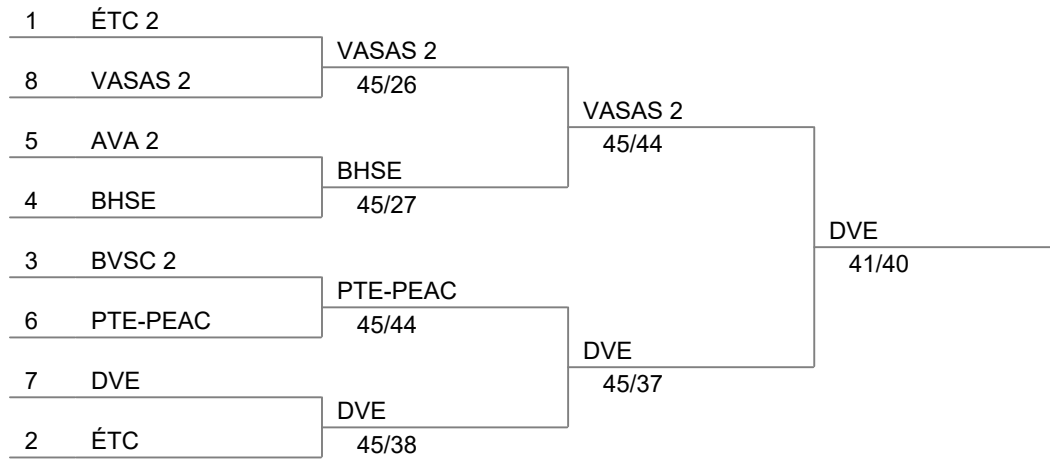 1 ÉTC 2
VASAS 2
8 VASAS 2
45/26
VASAS 2
5 AVA 2
45/44
BHSE
4 BHSE
45/27
DVE
3 BVSC 2
41/40
PTE-PEAC
6 PTE-PEAC
45/44
DVE
7 DVE
45/37
DVE
2 ÉTC
45/38